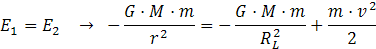 E₁ = E₂ → − G · M · m / r² = − G · M · m / R_L² + m · v² / 2